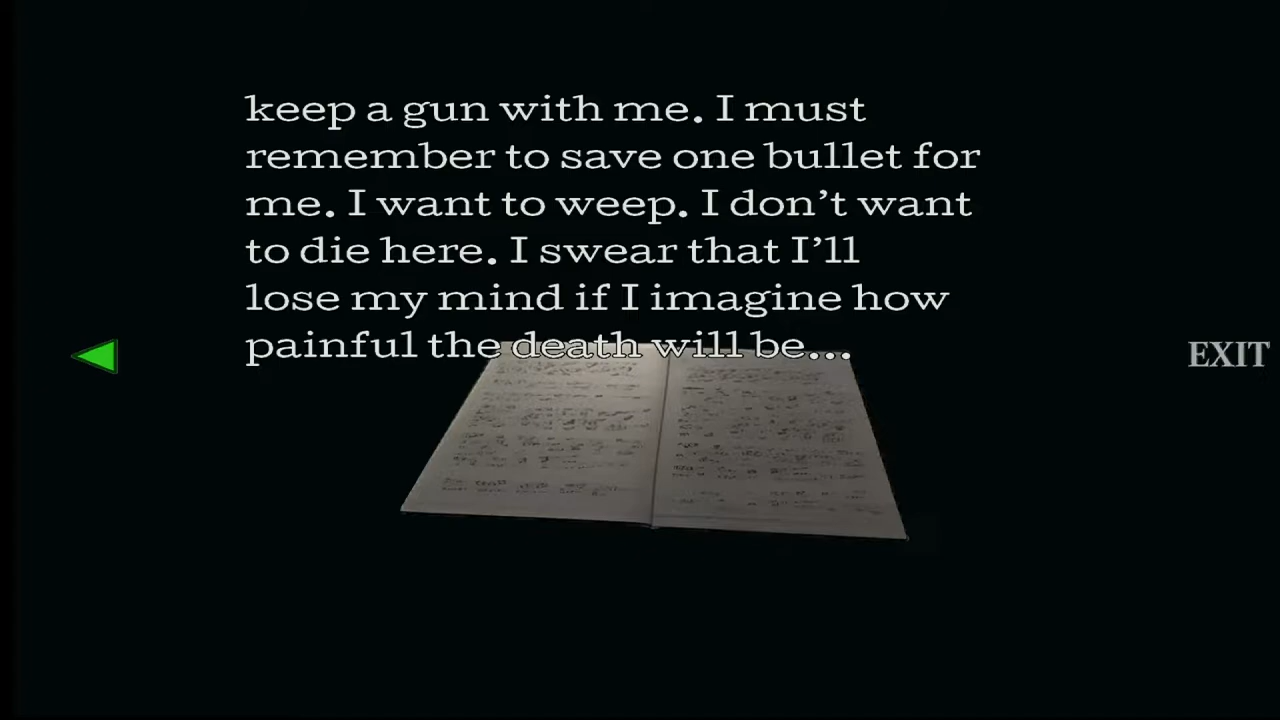 keep a gun with me. I must
remember to save one bullet for
me. I want to weep. I don't want
to die here. I swear that I'll
lose my mind if I imagine how
painful the death will be...
EXIT